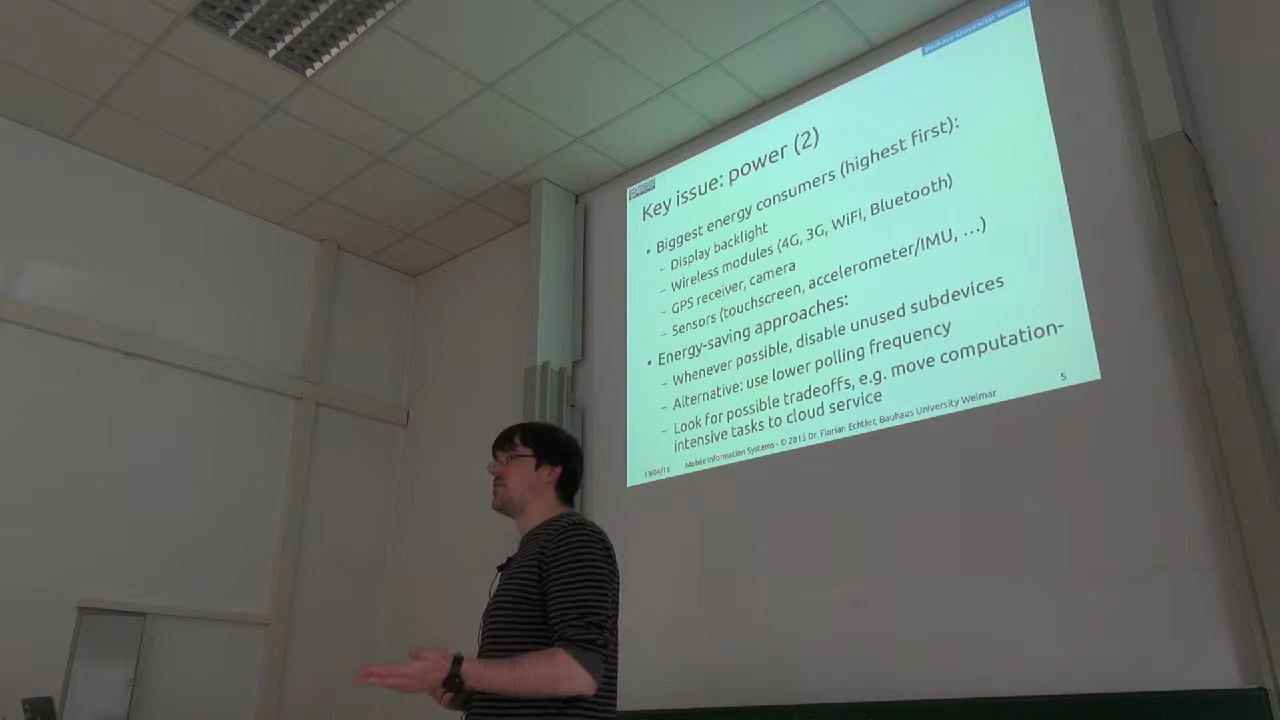 Bauhaus-Universität Weimar
Key issue: power (2)
• Biggest energy consumers (highest first):
– Display backlight
– Wireless modules (4G, 3G, WiFi, Bluetooth)
– GPS receiver, camera
– Sensors (touchscreen, accelerometer/IMU, …)
• Energy-saving approaches:
– Whenever possible, disable unused subdevices
– Alternative: use lower polling frequency
– Look for possible tradeoffs, e.g. move computation-
intensive tasks to cloud service
13/04/15 Mobile Information Systems - © 2015 Dr. Florian Echtler, Bauhaus University Weimar 5